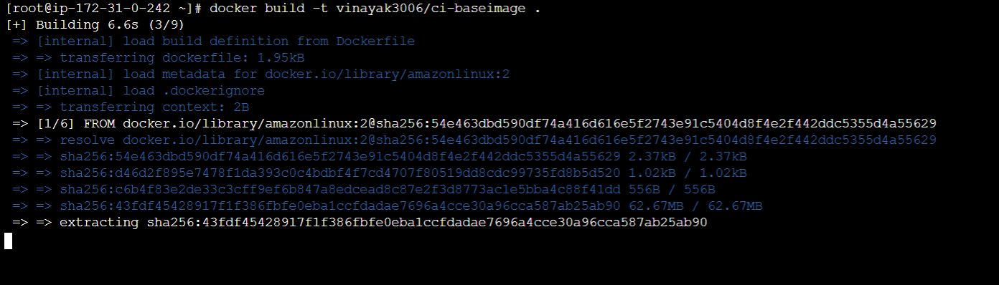 [root@ip-172-31-0-242 ~]# docker build -t vinayak3006/ci-baseimage .
[+] Building 6.6s (3/9)
=> [internal] load build definition from Dockerfile
=> => transferring dockerfile: 1.95kB
=> [internal] load metadata for docker.io/library/amazonlinux:2
=> [internal] load .dockerignore
=> => transferring context: 2B
=> [1/6] FROM docker.io/library/amazonlinux:2@sha256:54e463dbd590df74a416d616e5f2743e91c5404d8f4e2f442ddc5355d4a55629
=> => resolve docker.io/library/amazonlinux:2@sha256:54e463dbd590df74a416d616e5f2743e91c5404d8f4e2f442ddc5355d4a55629
=> => sha256:54e463dbd590df74a416d616e5f2743e91c5404d8f4e2f442ddc5355d4a55629 2.37kB / 2.37kB
=> => sha256:d46d2f895e7478f1da393c0c4bdbf4f7cd4707f80519dd8cdc99735fd8b5d520 1.02kB / 1.02kB
=> => sha256:c6b4f83e2de33c3cff9ef6b847a8edcead8c87e2f3d8773ac1e5bba4c88f41dd 556B / 556B
=> => sha256:43fdf45428917f1f386fbfe0eba1ccfdadae7696a4cce30a96cca587ab25ab90 62.67MB / 62.67MB
=> => extracting sha256:43fdf45428917f1f386fbfe0eba1ccfdadae7696a4cce30a96cca587ab25ab90